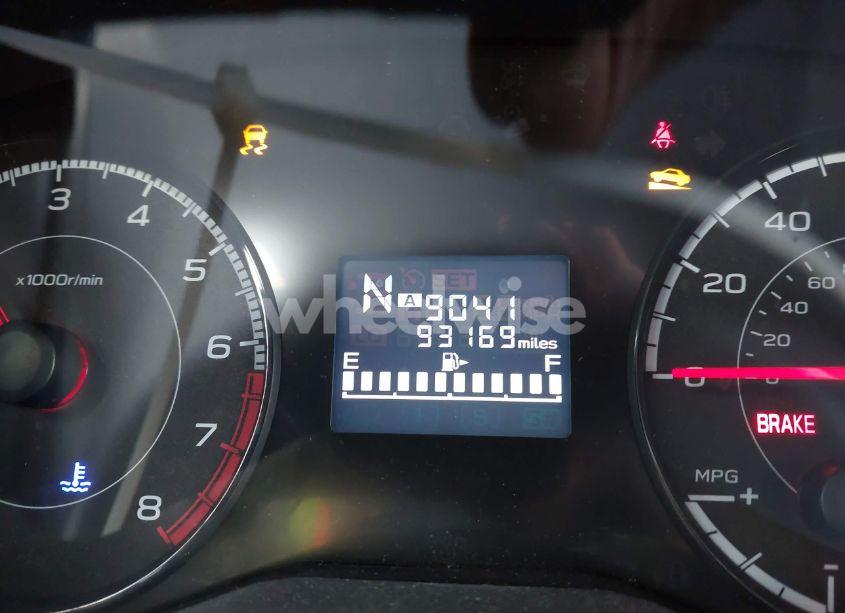 3
4
5
x1000r/min
6
7
8
N A 9041
93169 miles
E F
wheelwise
SET
40
20
0
60
40
20
BRAKE
MPG
+
-